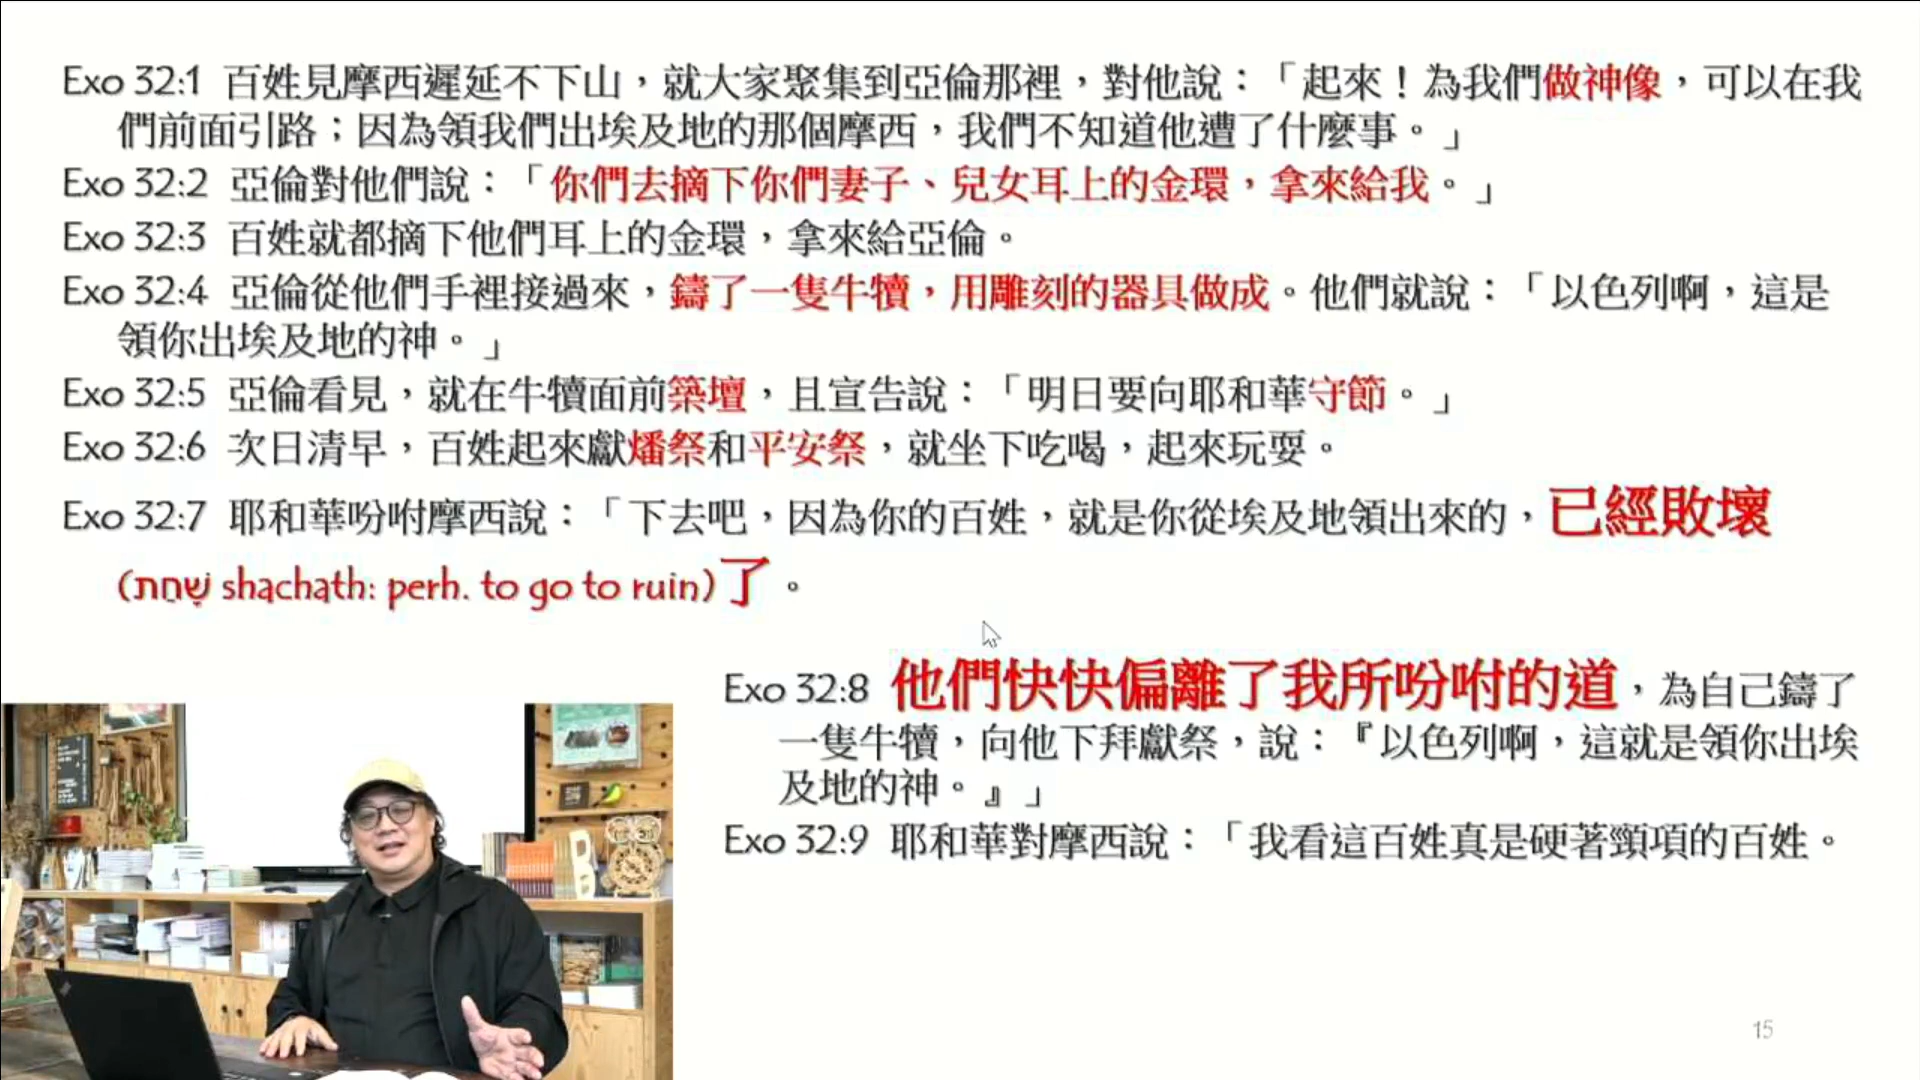 Exo 32:1 百姓見摩西遲延不下山，就大家聚集到亞倫那裡，對他說：「起來！為我們做神像，可以在我
們前面引路；因為領我們出埃及地的那個摩西，我們不知道他遭了什麼事。」
Exo 32:2 亞倫對他們說：「你們去摘下你們妻子、兒女耳上的金環，拿來給我。」
Exo 32:3 百姓就都摘下他們耳上的金環，拿來給亞倫。
Exo 32:4 亞倫從他們手裡接過來，鑄了一隻牛犢，用雕刻的器具做成。他們就說：「以色列啊，這是
領你出埃及地的神。」
Exo 32:5 亞倫看見，就在牛犢面前築壇，且宣告說：「明日要向耶和華守節。」
Exo 32:6 次日清早，百姓起來獻燔祭和平安祭，就坐下吃喝，起來玩耍。
Exo 32:7 耶和華吩咐摩西說：「下去吧，因為你的百姓，就是你從埃及地領出來的，已經敗壞
(שָׁחַת shachath: perh. to go to ruin)了。
Exo 32:8 他們快快偏離了我所吩咐的道，為自己鑄了
一隻牛犢，向他下拜獻祭，說：『以色列啊，這就是領你出埃
及地的神。』」
Exo 32:9 耶和華對摩西說：「我看這百姓真是硬著頸項的百姓。
15